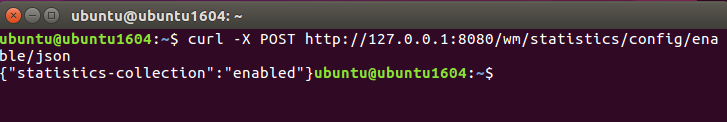 ubuntu@ubuntu1604: ~
ubuntu@ubuntu1604:~$ curl -X POST http://127.0.0.1:8080/wm/statistics/config/ena
ble/json
{"statistics-collection":"enabled"}ubuntu@ubuntu1604:~$